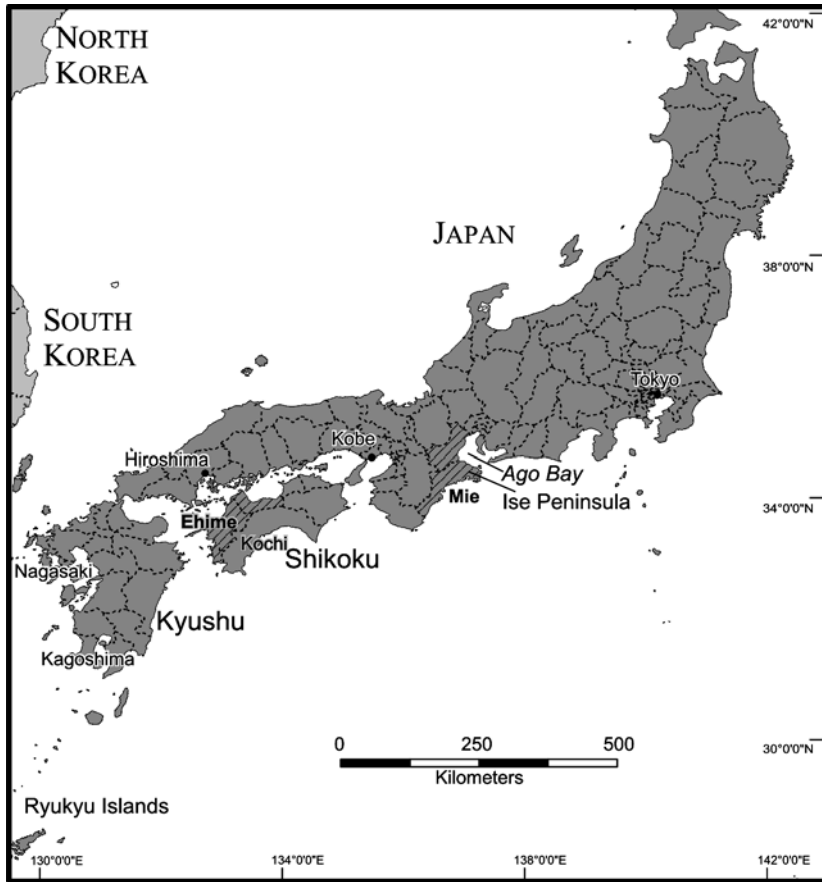 42°0'0"N
NORTH
KOREA
JAPAN
38°0'0"N
SOUTH
KOREA
Tokyo
Kobe
Hiroshima
Ago Bay
Mie
Ise Peninsula
34°0'0"N
Ehime
Kochi
Shikoku
Nagasaki
Kyushu
Kagoshima
0 250 500
Kilometers
30°0'0"N
Ryukyu Islands
130°0'0"E 134°0'0"E 138°0'0"E 142°0'0"E